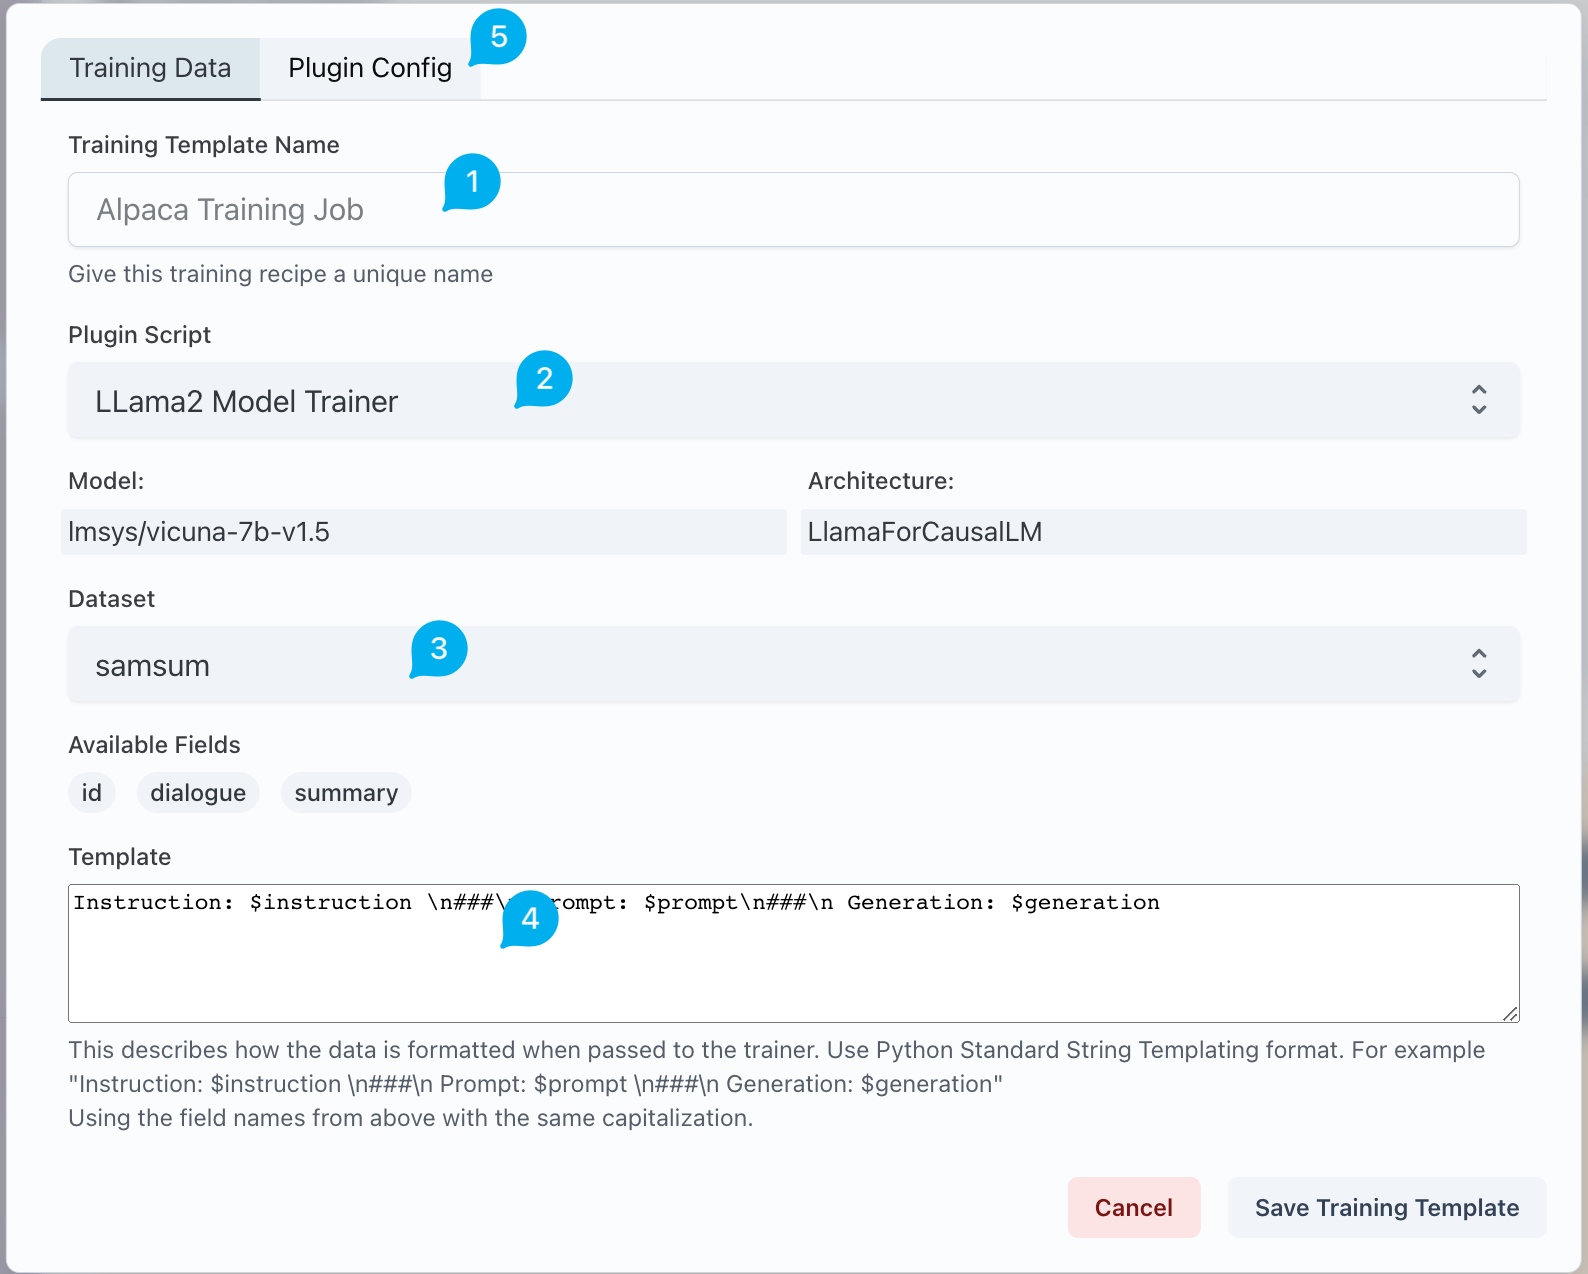 Training Data
Plugin Config
5
Training Template Name
1
Alpaca Training Job
Give this training recipe a unique name
Plugin Script
2
LLama2 Model Trainer
Model:
Architecture:
lmsys/vicuna-7b-v1.5
LlamaForCausalLM
Dataset
3
samsum
Available Fields
id dialogue summary
Template
Instruction: $instruction \n###\ rompt: $prompt\n###\n Generation: $generation
4
This describes how the data is formatted when passed to the trainer. Use Python Standard String Templating format. For example
"Instruction: $instruction \n###\n Prompt: $prompt \n###\n Generation: $generation"
Using the field names from above with the same capitalization.
Cancel
Save Training Template